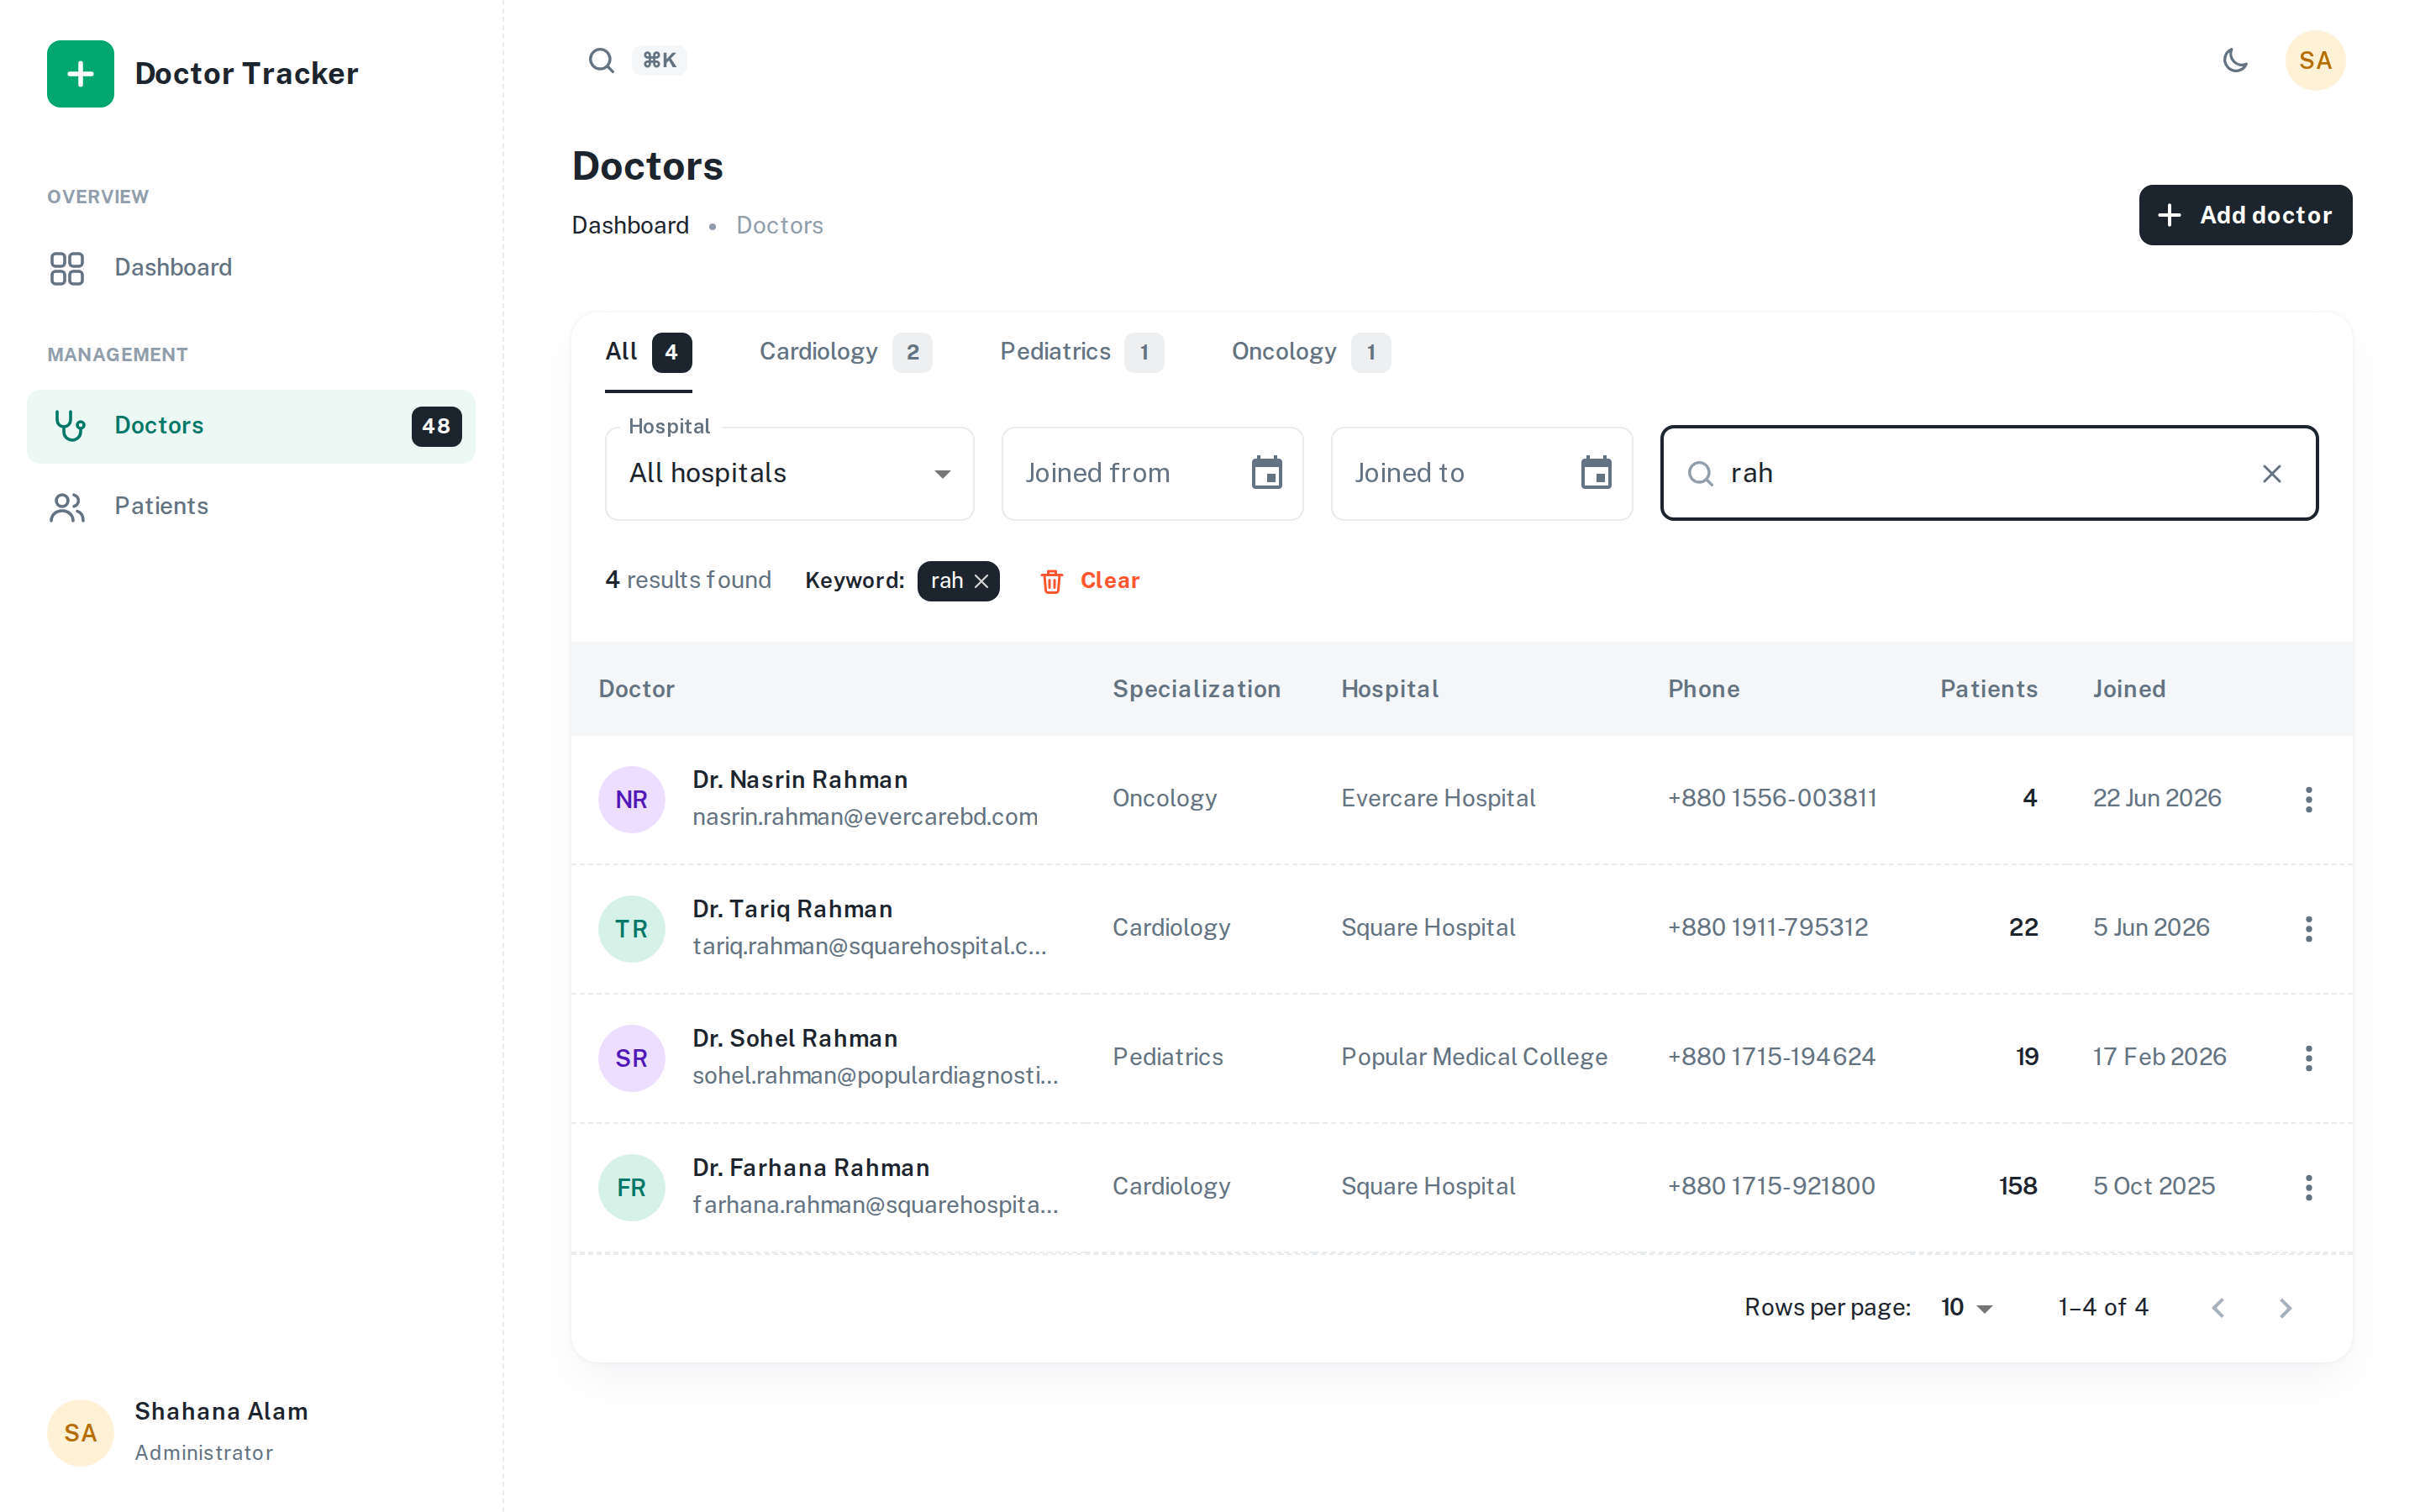 Doctor Tracker
OVERVIEW
Dashboard
MANAGEMENT
Doctors 48
Patients
Shahana Alam
SA
Administrator
⌘K
SA
Doctors
Dashboard • Doctors
Add doctor
All 4 Cardiology 2 Pediatrics 1 Oncology 1
Hospital
All hospitals Joined from Joined to rah
4 results found Keyword: rah Clear
Doctor Specialization Hospital Phone Patients Joined
NR Dr. Nasrin Rahman
nasrin.rahman@evercarebd.com Oncology Evercare Hospital +880 1556-003811 4 22 Jun 2026
TR Dr. Tariq Rahman
tariq.rahman@squarehospital.c... Cardiology Square Hospital +880 1911-795312 22 5 Jun 2026
SR Dr. Sohel Rahman
sohel.rahman@populardiagnosti... Pediatrics Popular Medical College +880 1715-194624 19 17 Feb 2026
FR Dr. Farhana Rahman
farhana.rahman@squarehospita... Cardiology Square Hospital +880 1715-921800 158 5 Oct 2025
Rows per page: 10 1–4 of 4